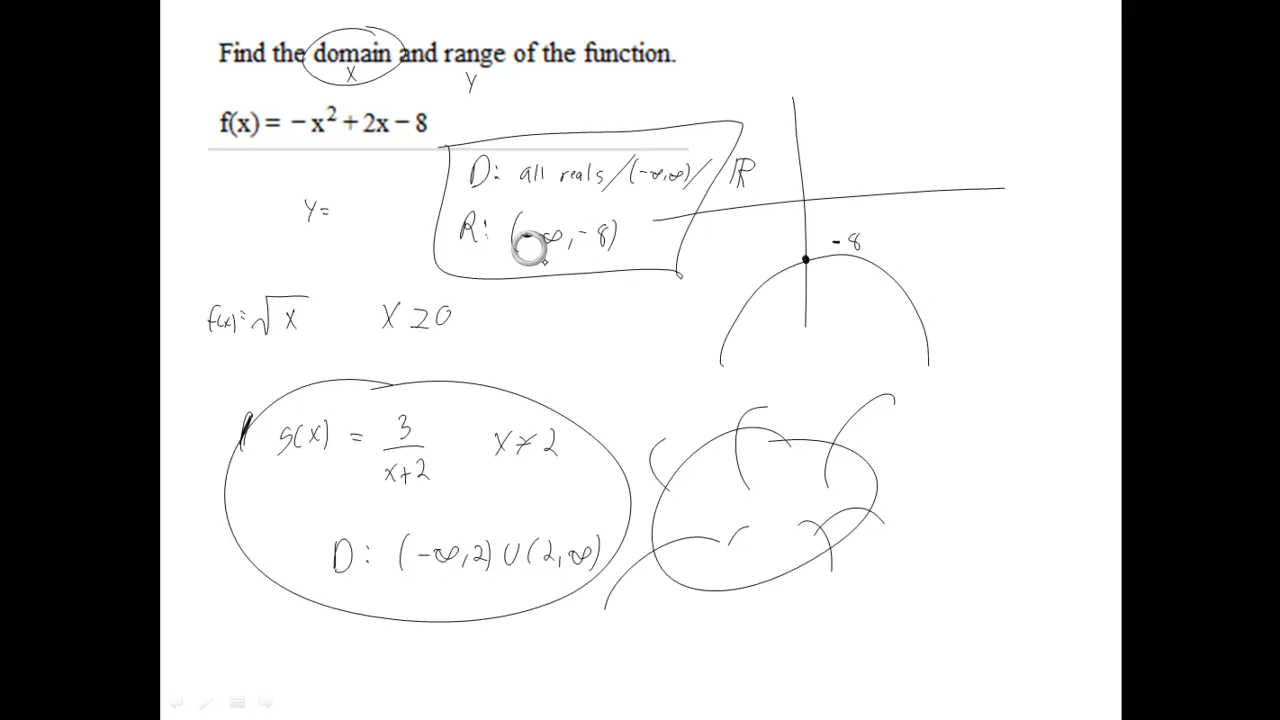 Find the domain and range of the function.
x y
f(x) = −x² + 2x − 8
D: all reals / (-∞,∞) / ℝ
y=
R: (-∞, -8)
-8
f(x)=√x x ≥ 0
g(x) = 3/(x+2) x ≠ 2
D: (-∞,2) ∪ (2,∞)